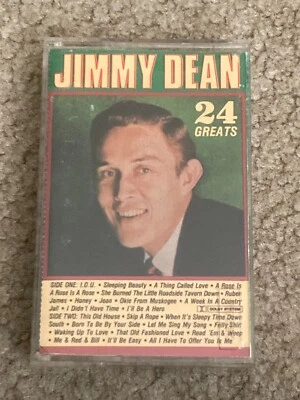 JIMMY DEAN
24
GREATS
SIDE ONE: I.O.U. • Sleeping Beauty • A Thing Called Love • A Rose Is
A Rose Is A Rose • She Burned The Little Roadside Tavern Down • Ruben
James • Honey • Jean • Okie From Muskogee • A Week In A Country
Jail • I Didn't Have Time • I'll Be A Hero DOLBY SYSTEM
SIDE TWO: This Old House • Skip A Rope • When It's Sleepy Time Down
South • Born To Be By Your Side • Let Me Sing My Song • Fifty Shirt
• Waking Up To Love • That Old Fashioned Love • Read 'Em & Weep
• Me & Red & Bill • It'll Be Easy • All I Have To Offer You Is Me